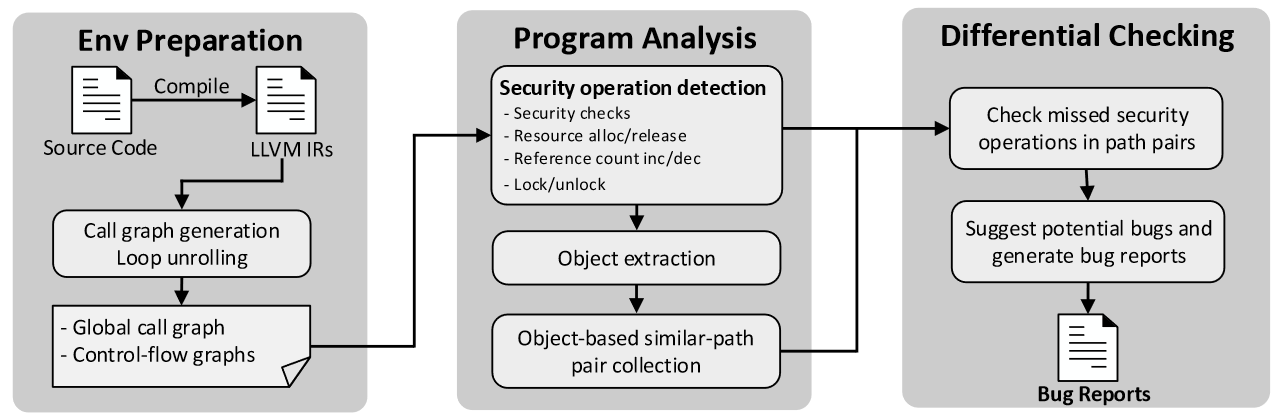 Env Preparation
Compile
Source Code
LLVM IRs
Call graph generation
Loop unrolling
- Global call graph
- Control-flow graphs
Program Analysis
Security operation detection
- Security checks
- Resource alloc/release
- Reference count inc/dec
- Lock/unlock
Object extraction
Object-based similar-path
pair collection
Differential Checking
Check missed security
operations in path pairs
Suggest potential bugs and
generate bug reports
Bug Reports